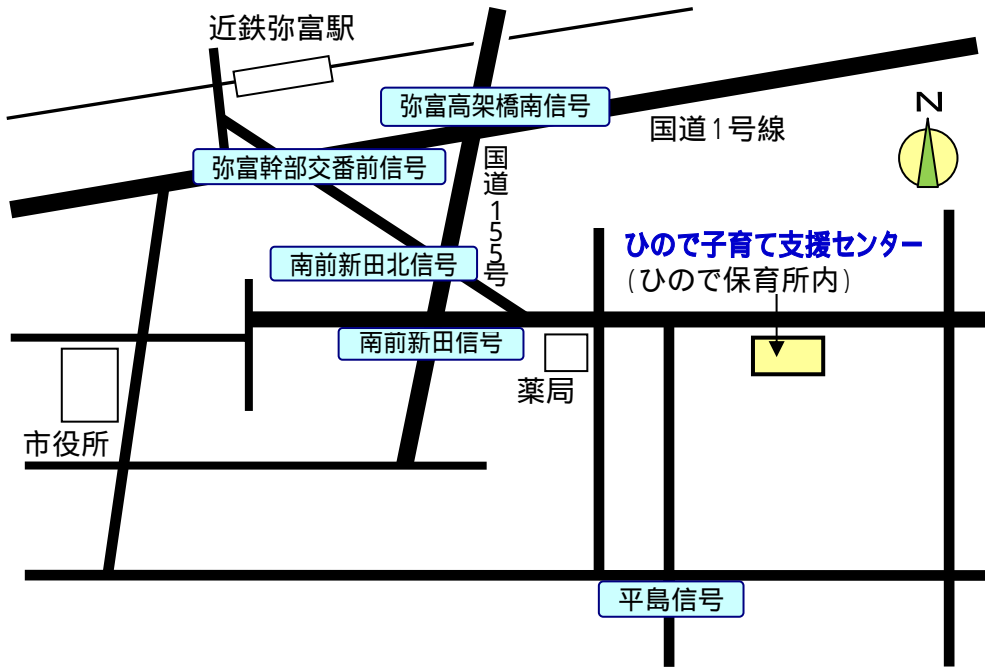 近鉄弥富駅
弥富高架橋南信号
N
国道1号線
弥富幹部交番前信号
国道155号
ひので子育て支援センター
(ひので保育所内)
南前新田北信号
南前新田信号
薬局
市役所
平島信号